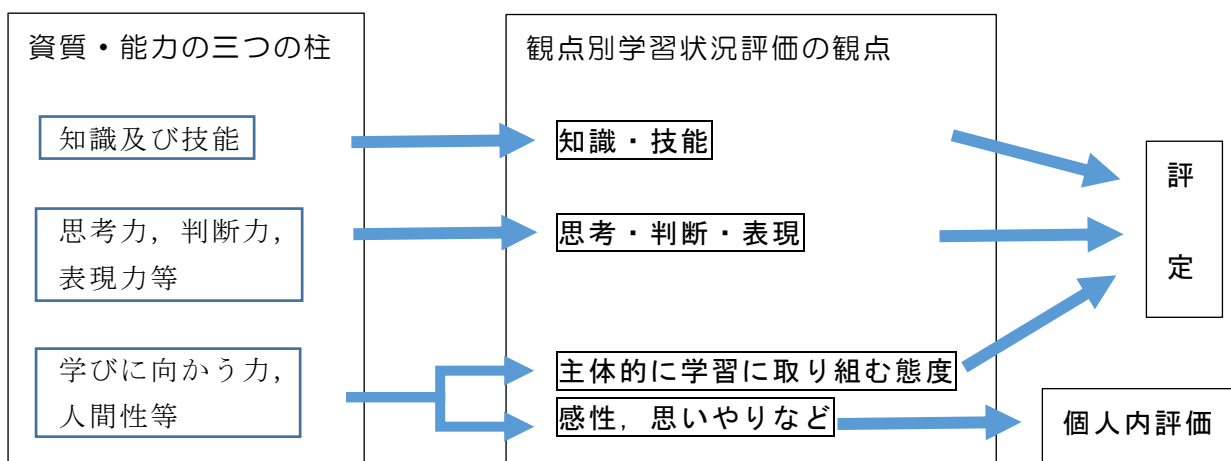 資質・能力の三つの柱
観点別学習状況評価の観点
知識及び技能
知識・技能
思考力，判断力，
表現力等
思考・判断・表現
学びに向かう力，
人間性等
主体的に学習に取り組む態度
感性，思いやりなど
評
定
個人内評価